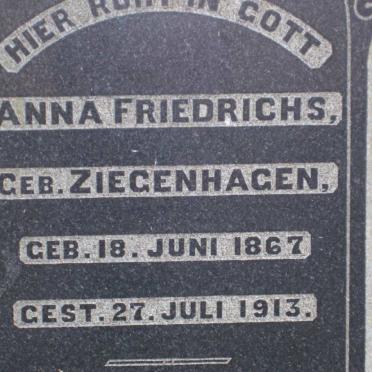 HIER RUHT IN GOTT
ANNA FRIEDRICHS,
GEB. ZIEGENHAGEN,
GEB. 18. JUNI 1867
GEST. 27. JULI 1913.